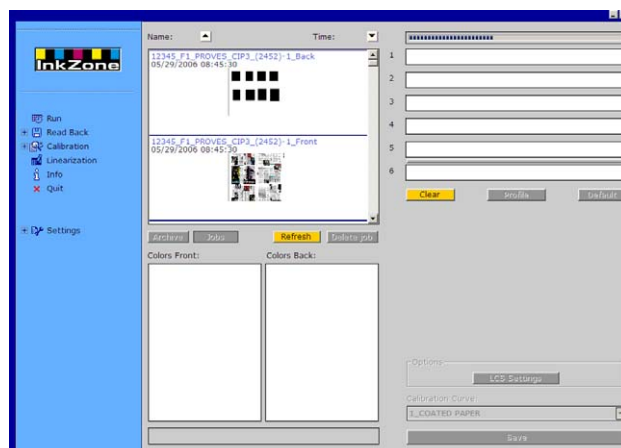 InkZone
Run
Read Back
Calibration
Linearization
Info
Quit
Settings
Name:
Time:
12345_F1_PROVES_CIP3_(2452)-1_Back
05/29/2006 08:45:30
12345_F1_PROVES_CIP3_(2452)-1_Front
05/29/2006 08:45:30
Archive
Jobs
Refresh
Delete job
Colors Front:
Colors Back:
1
2
3
4
5
6
Clear
Profile
Default
Options
LCS Settings
Calibration Curve:
1_COATED PAPER
Save